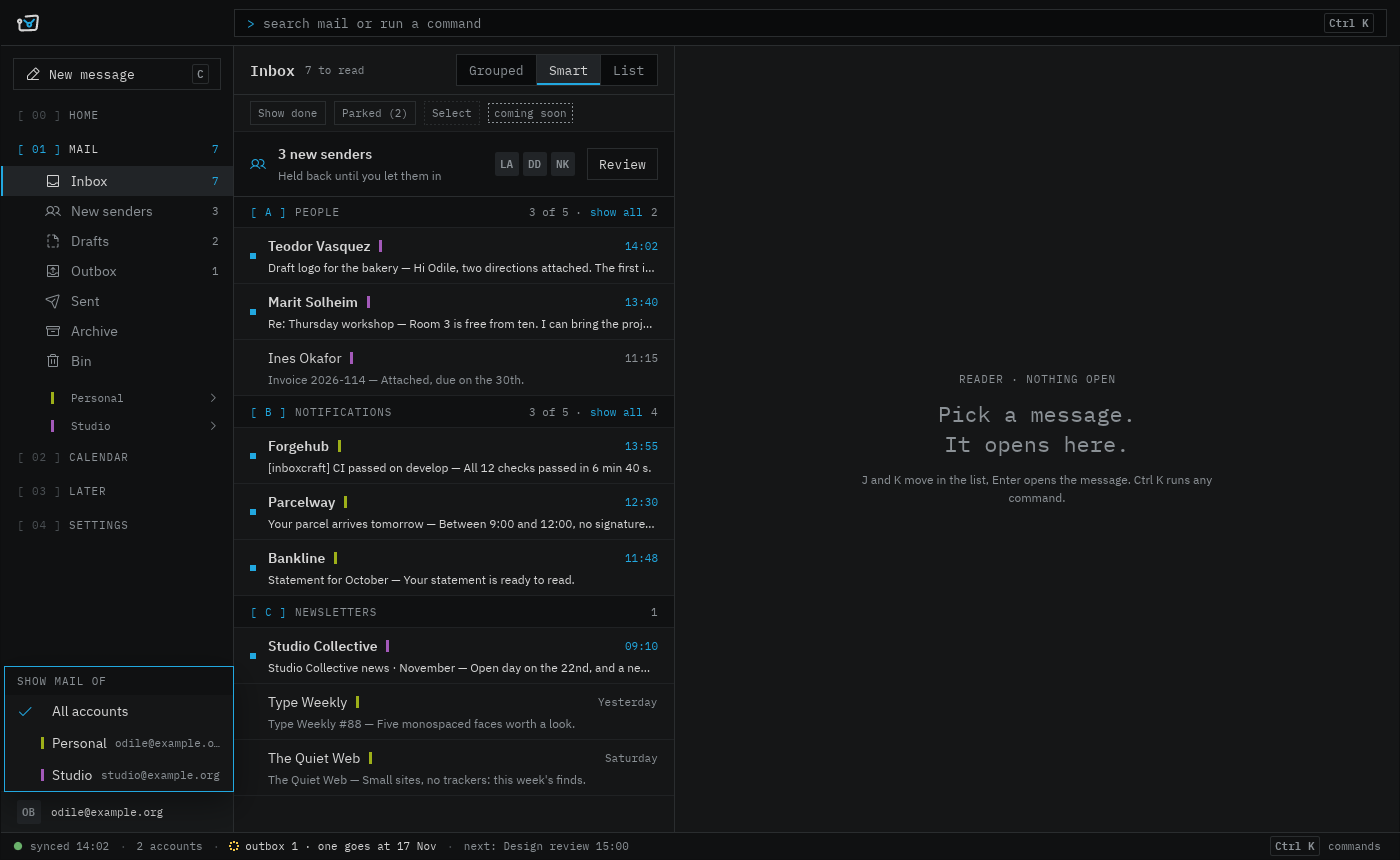 > search mail or run a command Ctrl K
New message C
[ 00 ] HOME
[ 01 ] MAIL 7
Inbox 7
New senders 3
Drafts 2
Outbox 1
Sent
Archive
Bin
Personal
Studio
[ 02 ] CALENDAR
[ 03 ] LATER
[ 04 ] SETTINGS
SHOW MAIL OF
All accounts
Personal odile@example.o…
Studio studio@example.org
OB odile@example.org
Inbox 7 to read Grouped Smart List
Show done Parked (2) Select coming soon
3 new senders
Held back until you let them in
LA DD NK Review
[ A ] PEOPLE 3 of 5 · show all 2
Teodor Vasquez 14:02
Draft logo for the bakery — Hi Odile, two directions attached. The first i…
Marit Solheim 13:40
Re: Thursday workshop — Room 3 is free from ten. I can bring the proj…
Ines Okafor 11:15
Invoice 2026-114 — Attached, due on the 30th.
[ B ] NOTIFICATIONS 3 of 5 · show all 4
Forgehub 13:55
[inboxcraft] CI passed on develop — All 12 checks passed in 6 min 40 s.
Parcelway 12:30
Your parcel arrives tomorrow — Between 9:00 and 12:00, no signature…
Bankline 11:48
Statement for October — Your statement is ready to read.
[ C ] NEWSLETTERS 1
Studio Collective 09:10
Studio Collective news · November — Open day on the 22nd, and a ne…
Type Weekly Yesterday
Type Weekly #88 — Five monospaced faces worth a look.
The Quiet Web Saturday
The Quiet Web — Small sites, no trackers: this week's finds.
READER · NOTHING OPEN
Pick a message.
It opens here.
J and K move in the list, Enter opens the message. Ctrl K runs any
command.
synced 14:02 · 2 accounts · outbox 1 · one goes at 17 Nov · next: Design review 15:00 Ctrl K commands